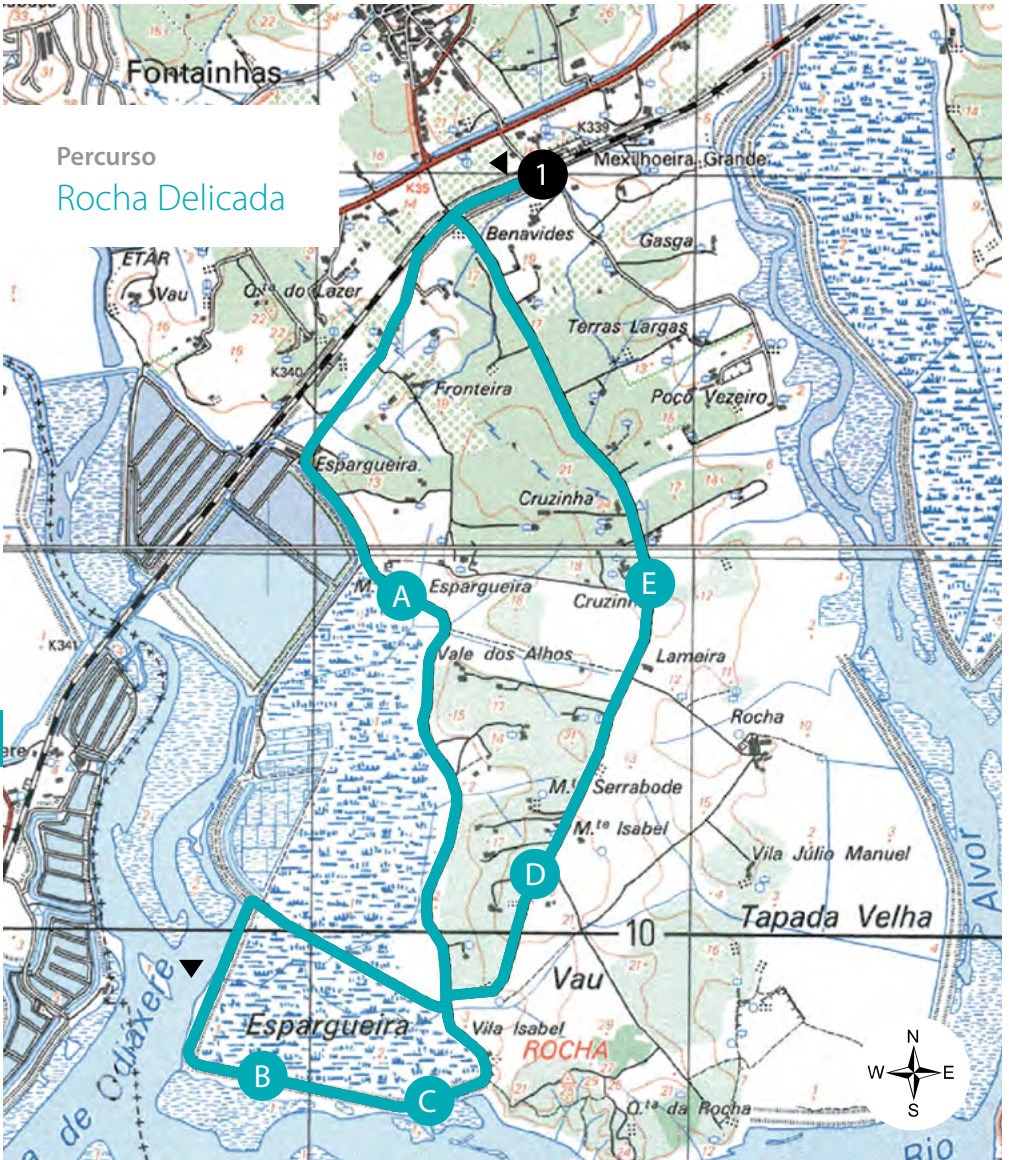 Fontainhas
Percurso
Rocha Delicada
K339
Mexilhoeira Grande
1
K35
Benavides
Gasga
ETAR
Vau
Q.ta do Lazer
Terras Largas
K340
Fronteira
Poço Vezeiro
Espargueira
Cruzinha
E
M.
A
Espargueira
K341
Vale dos Alhos
Lameira
Rocha
M.te Serrabode
M.te Isabel
Vila Júlio Manuel
D
Alvor
Tapada Velha
10
Vau
de Odiáxere
Espargueira
Vila Isabel
ROCHA
B
C
Q.ta da Rocha
N
W
E
S
Rio